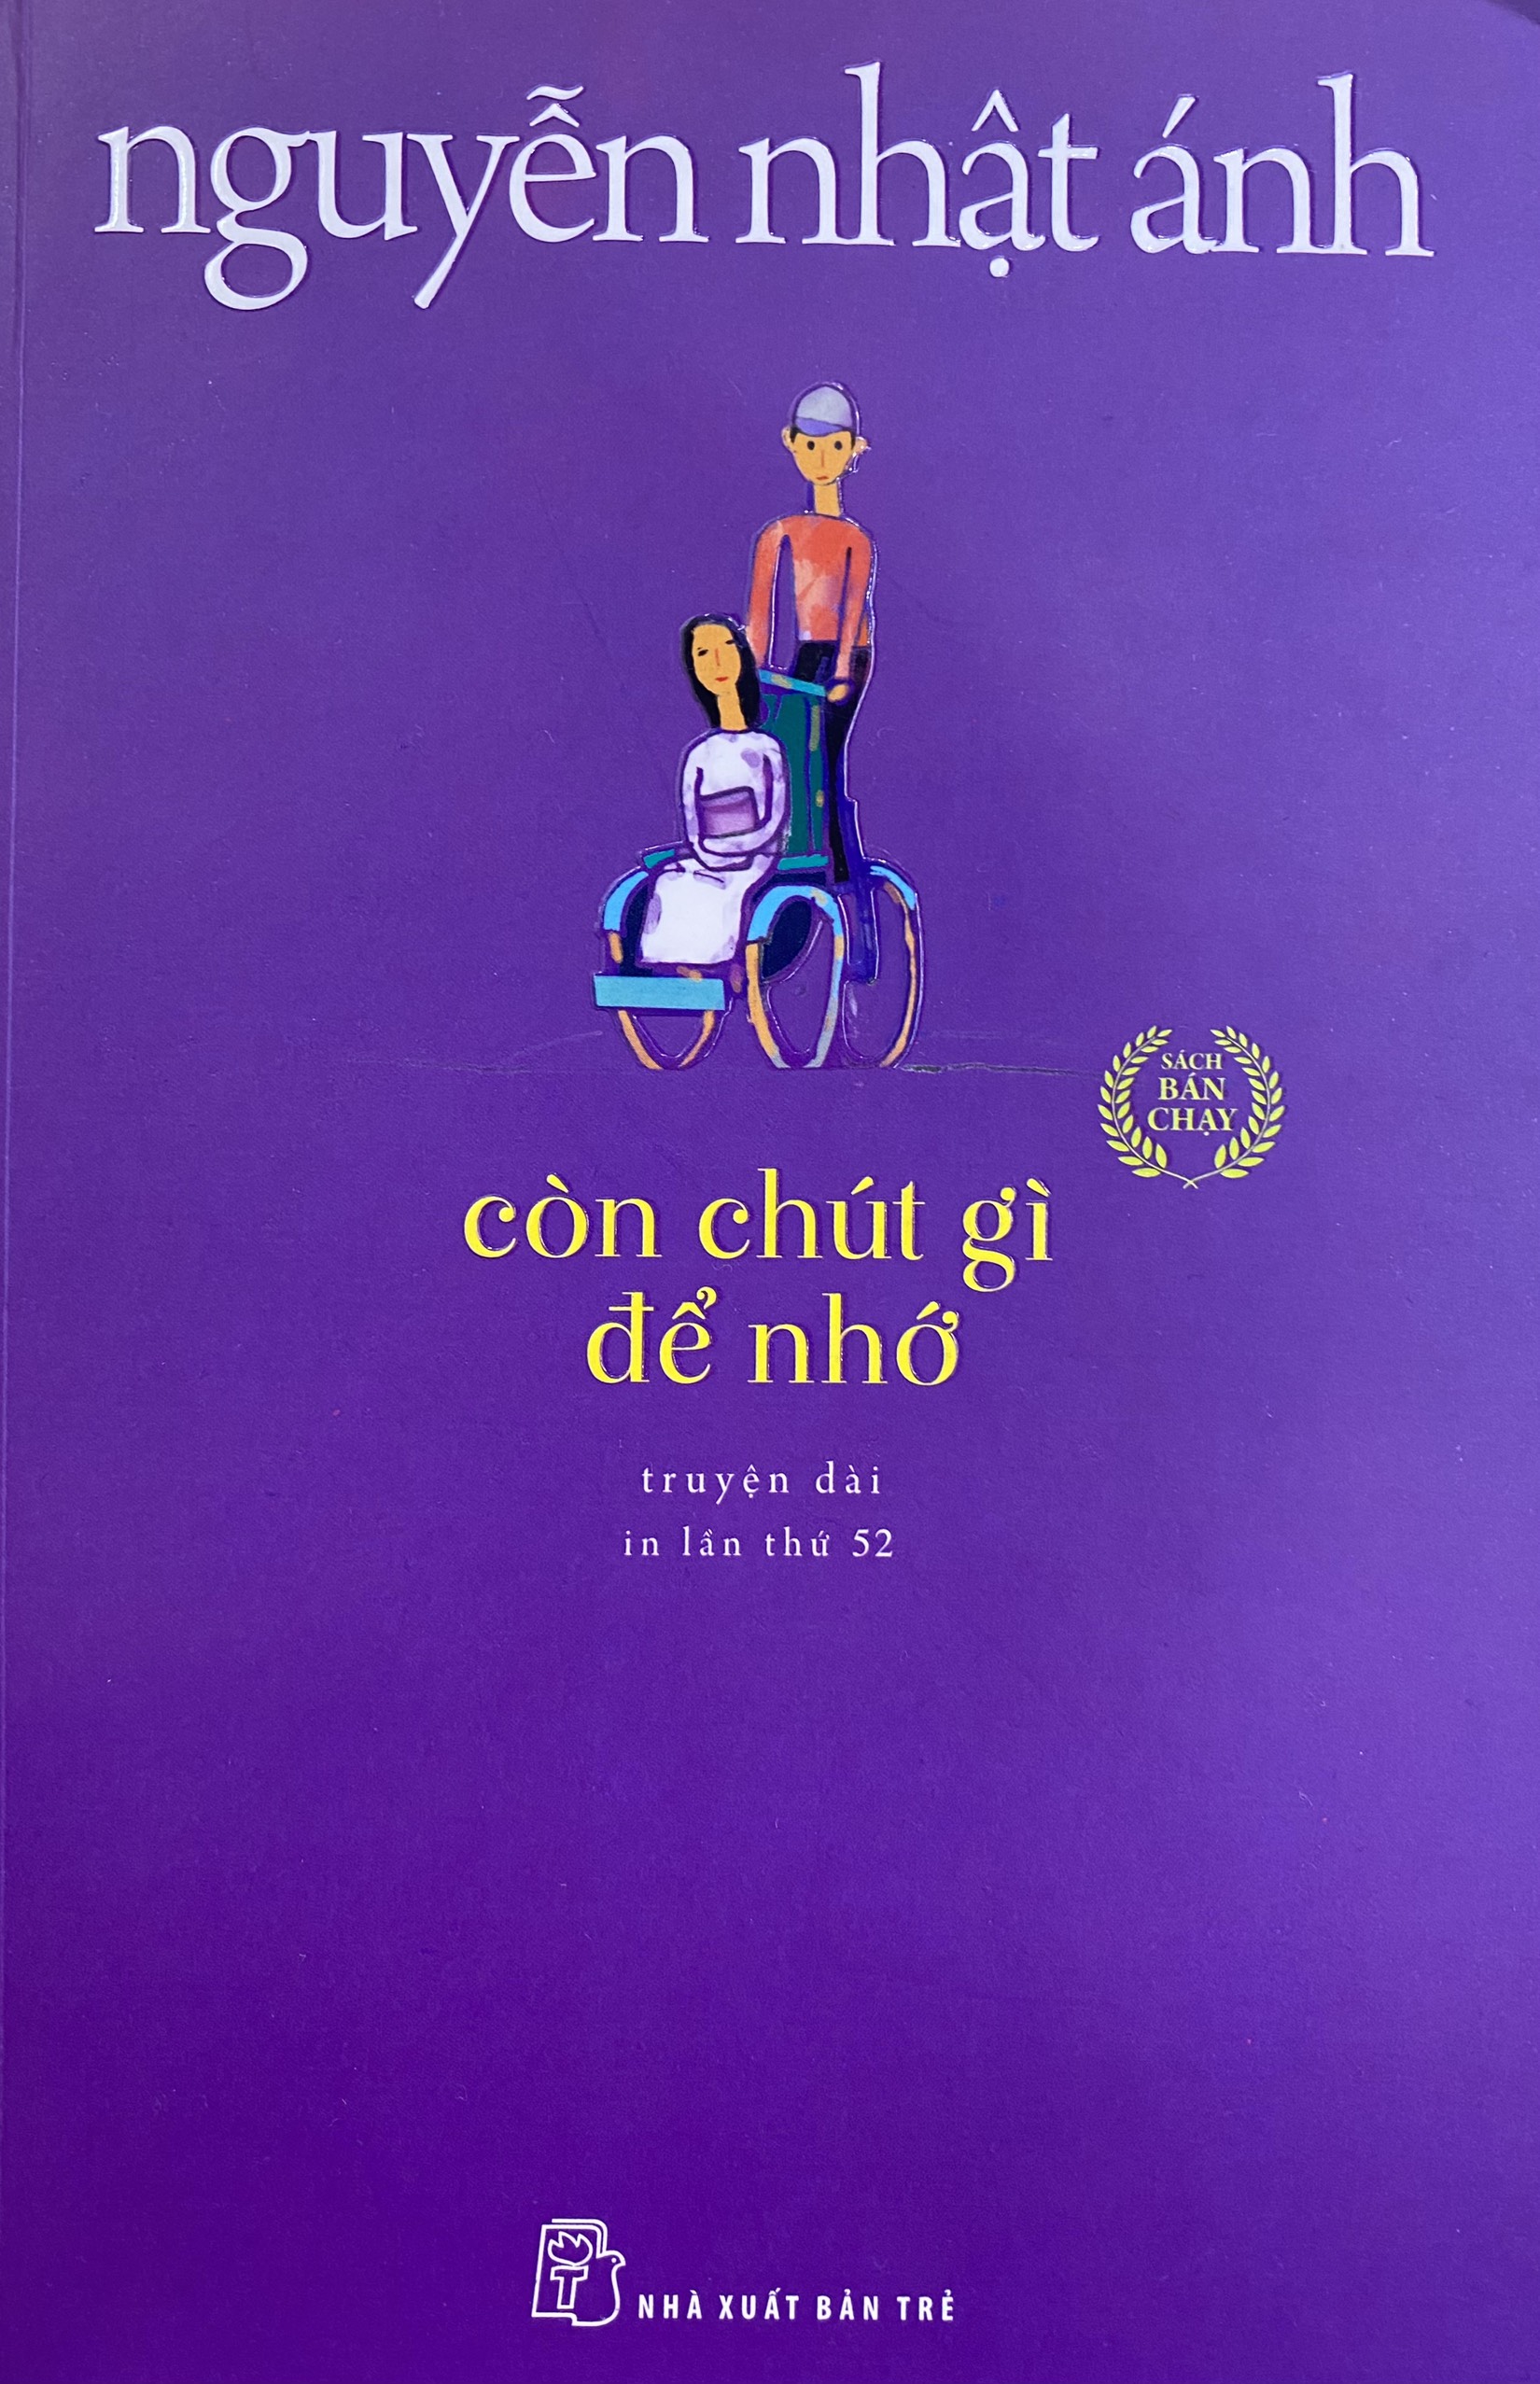 nguyễn nhật ánh
SÁCH
BÁN
CHẠY
còn chút gì
để nhớ
truyện dài
in lần thứ 52
T
NHÀ XUẤT BẢN TRẺ